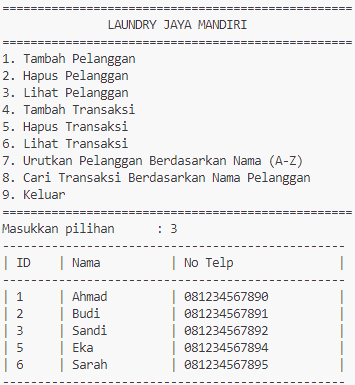 ==================================================
LAUNDRY JAYA MANDIRI
==================================================
1. Tambah Pelanggan
2. Hapus Pelanggan
3. Lihat Pelanggan
4. Tambah Transaksi
5. Hapus Transaksi
6. Lihat Transaksi
7. Urutkan Pelanggan Berdasarkan Nama (A-Z)
8. Cari Transaksi Berdasarkan Nama Pelanggan
9. Keluar
==================================================
Masukkan pilihan      : 3
-------------------------------------------------
| ID    | Nama          | No Telp               |
-------------------------------------------------
| 1     | Ahmad         | 081234567890          |
| 2     | Budi          | 081234567891          |
| 3     | Sandi         | 081234567892          |
| 5     | Eka           | 081234567894          |
| 6     | Sarah         | 081234567895          |
-------------------------------------------------